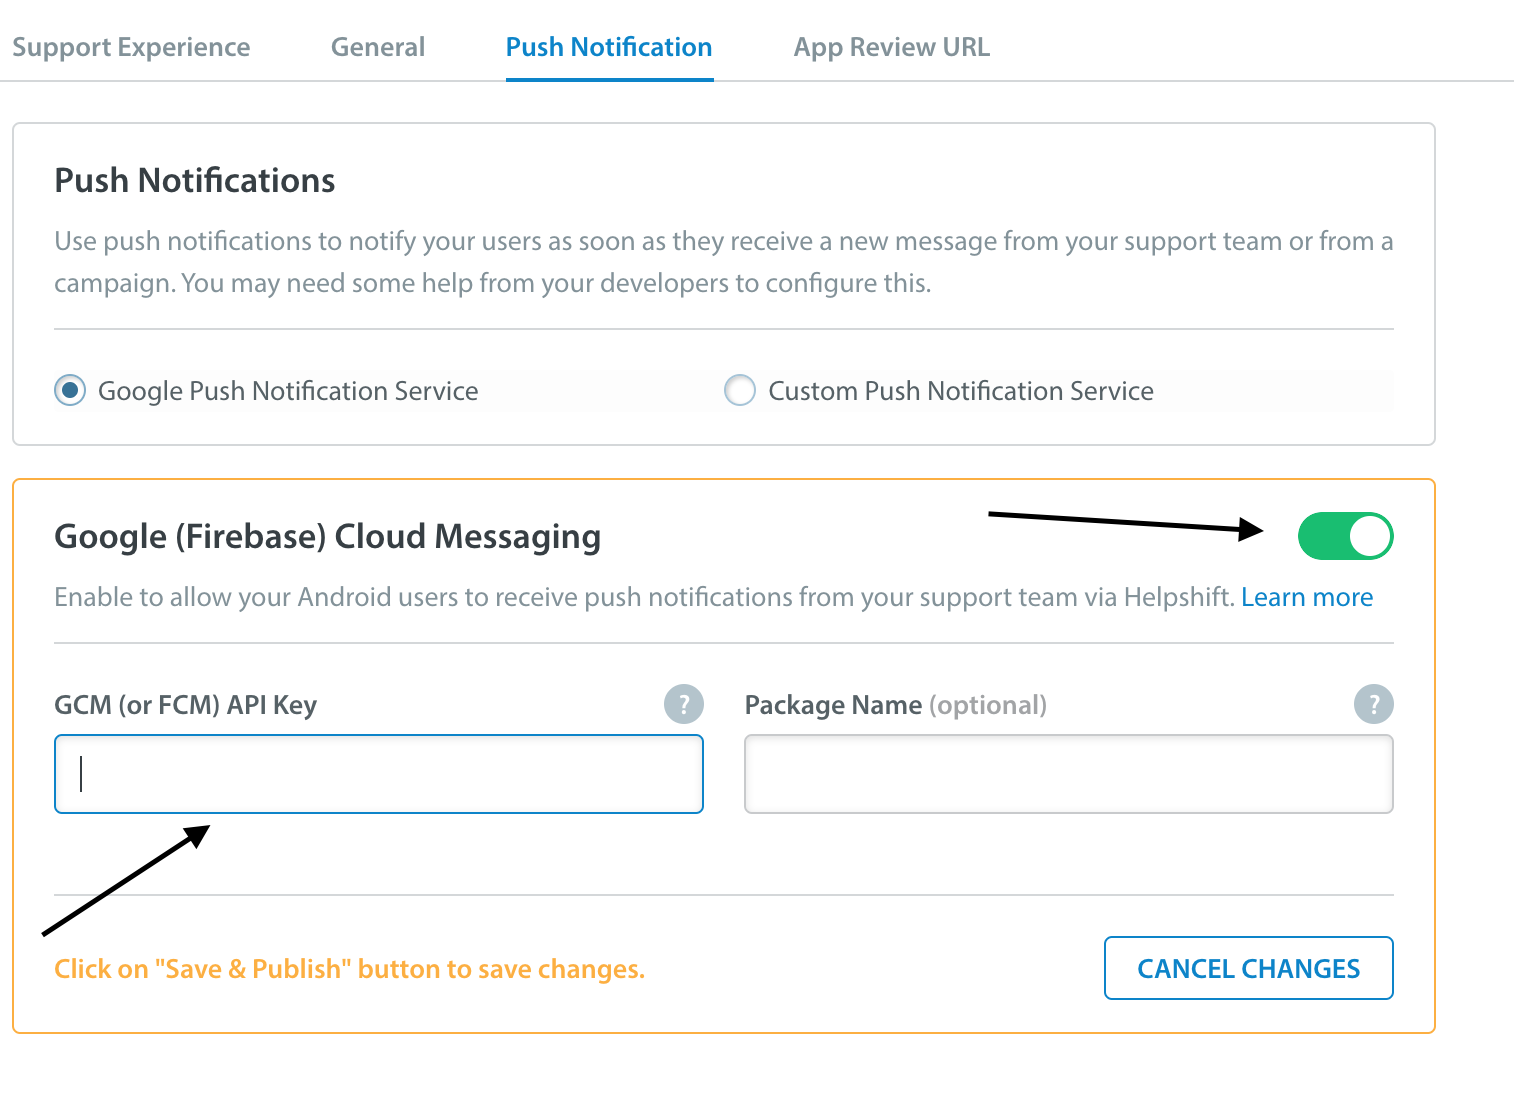 Support Experience General Push Notification App Review URL
Push Notifications
Use push notifications to notify your users as soon as they receive a new message from your support team or from a
campaign. You may need some help from your developers to configure this.
Google Push Notification Service Custom Push Notification Service
Google (Firebase) Cloud Messaging
Enable to allow your Android users to receive push notifications from your support team via Helpshift. Learn more
GCM (or FCM) API Key ? Package Name (optional) ?
Click on "Save & Publish" button to save changes. CANCEL CHANGES